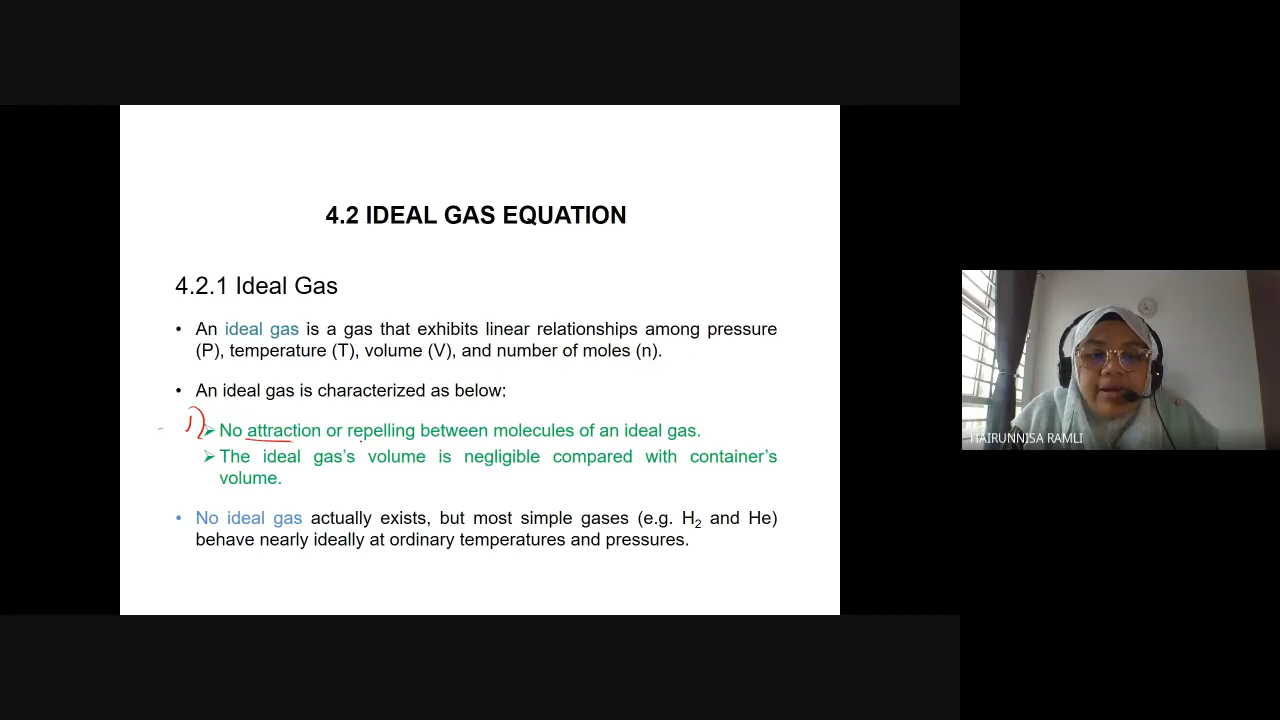 4.2 IDEAL GAS EQUATION
4.2.1 Ideal Gas
• An ideal gas is a gas that exhibits linear relationships among pressure
(P), temperature (T), volume (V), and number of moles (n).
• An ideal gas is characterized as below:
1)
➢ No attraction or repelling between molecules of an ideal gas.
➢ The ideal gas's volume is negligible compared with container's
volume.
• No ideal gas actually exists, but most simple gases (e.g. H₂ and He)
behave nearly ideally at ordinary temperatures and pressures.
HAIRUNNISA RAMLI